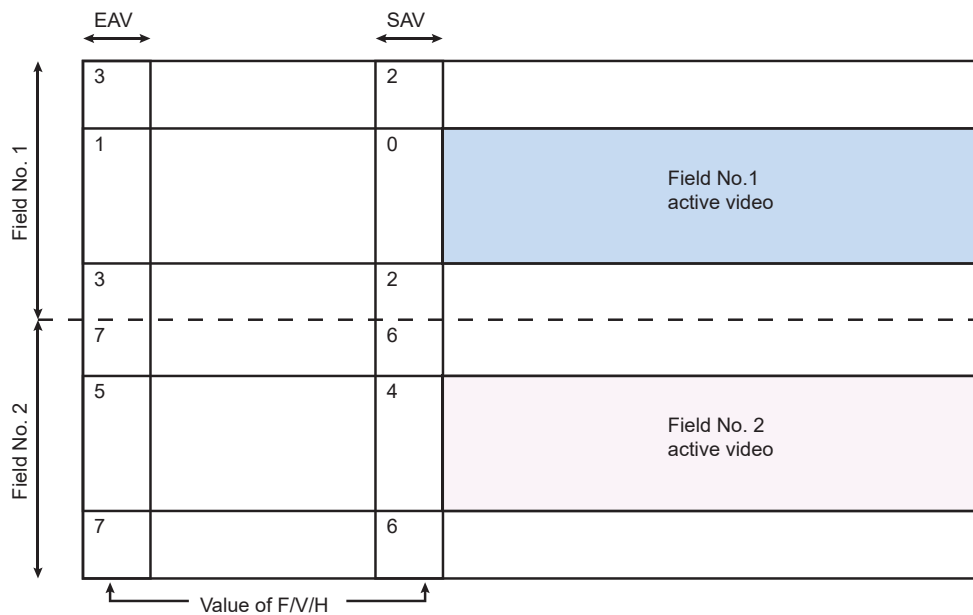 EAV
SAV
3
2
Field No. 1
1
0
Field No.1
active video
3
2
7
6
Field No. 2
5
4
Field No. 2
active video
7
6
Value of F/V/H